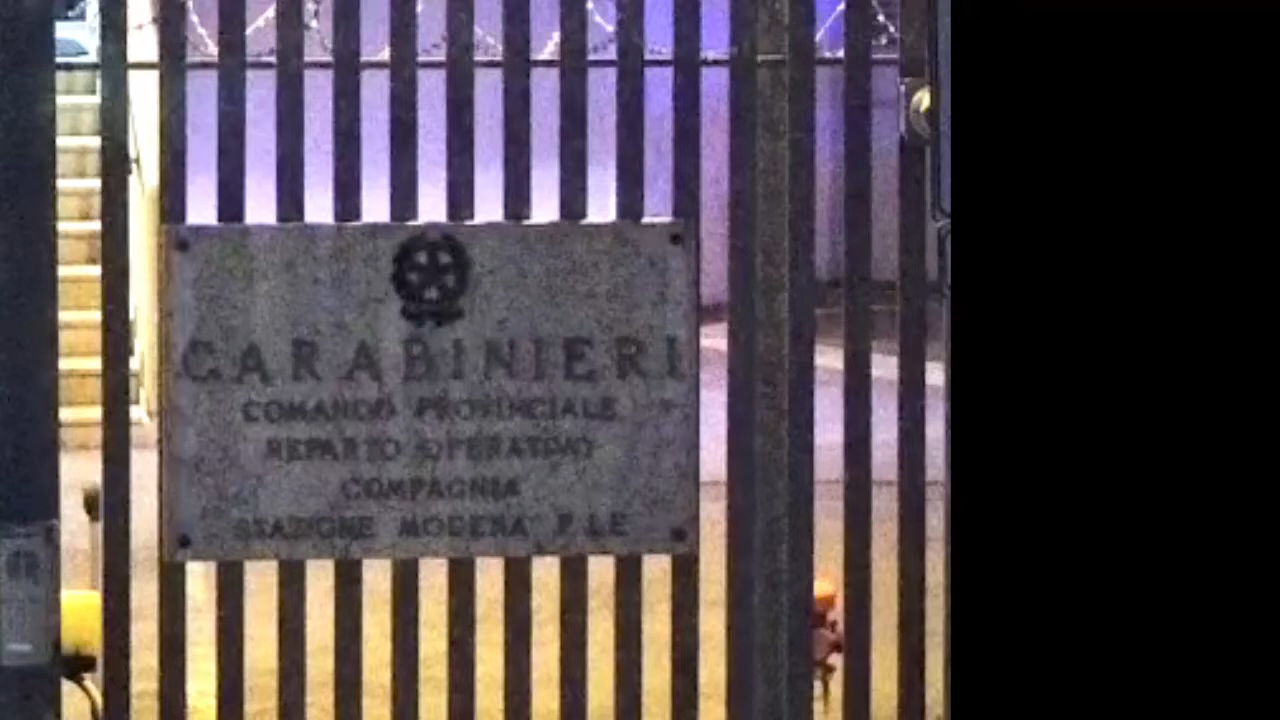 CARABINIERI
COMANDO PROVINCIALE
REPARTO OPERATIVO
COMPAGNIA
STAZIONE MODENA P.LE